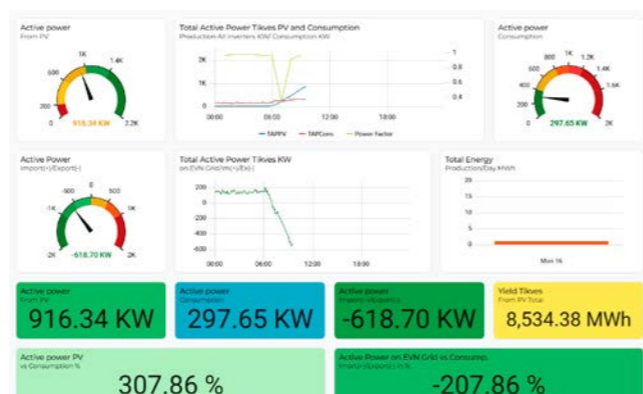 Active power
From PV
0
200
600
1K
1.4K
2.2K
916.34 KW
Total Active Power Tikves PV and Consumption
Production All inverters KW/ Consumption KW
2K
1K
0
1
0.8
0.6
0.4
00:00
06:00
12:00
18:00
TAPPV
TAPCons
Power Factor
Active power
Consumption
0
200
600
800
1K
1.2K
1.4K
1.6K
2K
297.65 KW
Active Power
Import(+)/Export(-)
-2K
-1K
-500
0
500
1K
2K
-618.70 KW
Total Active Power Tikves KW
on EVN Grid/Im(+)/Ex(-)
200
0
-200
-400
-600
00:00
06:00
12:00
18:00
Total Energy
Production/Day MWh
20
15
10
5
0
Mon 16
Active power
From PV
916.34 KW
Active power
Consumption
297.65 KW
Active power
Import(+)/Export(-)
-618.70 KW
Yield Tikves
From PV Total
8,534.38 MWh
Active power PV
vs Consumption %
307.86 %
Active Power on EVN Grid vs Consump.
Import(+)/Export(-) in %
-207.86 %